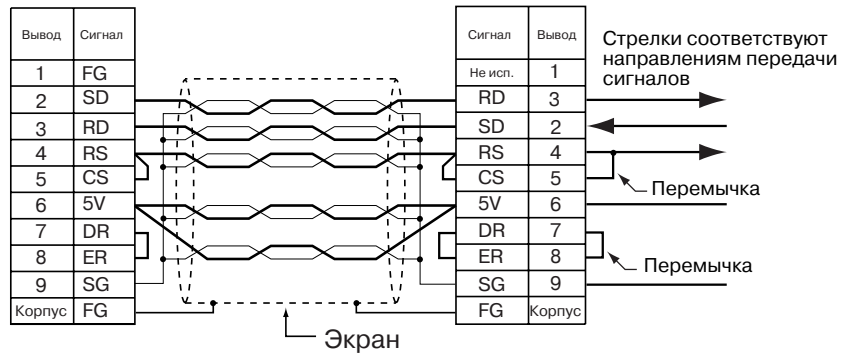 Вывод Сигнал
1 FG
2 SD
3 RD
4 RS
5 CS
6 5V
7 DR
8 ER
9 SG
Корпус FG
Экран
Сигнал Вывод
Не исп. 1
RD 3
SD 2
RS 4
CS 5
5V 6
DR 7
ER 8
SG 9
FG Корпус
Стрелки соответствуют
направлениям передачи
сигналов
Перемычка
Перемычка